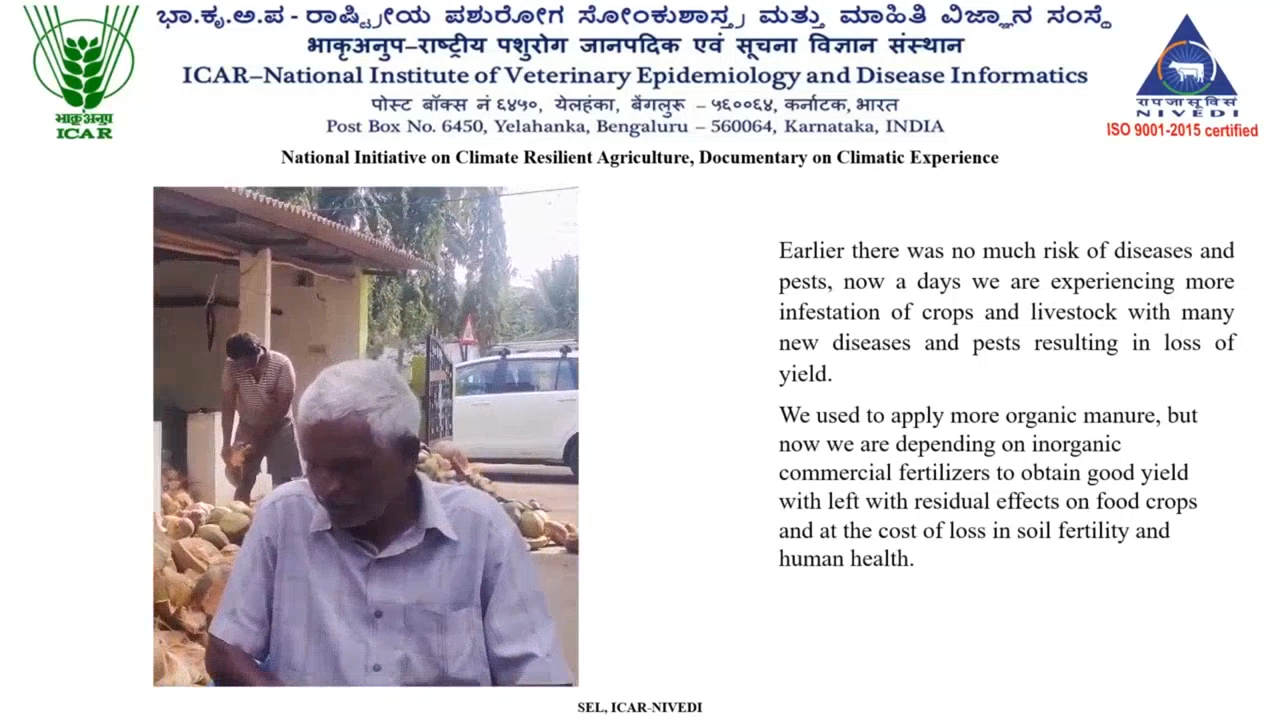 ಭಾ.ಕೃ.ಅ.ಪ - ರಾಷ್ಟ್ರೀಯ ಪಶುರೋಗ ಸೋಂಕುಶಾಸ್ತ್ರ ಮತ್ತು ಮಾಹಿತಿ ವಿಜ್ಞಾನ ಸಂಸ್ಥೆ
भाकृअनुप–राष्ट्रीय पशुरोग जानपदिक एवं सूचना विज्ञान संस्थान
ICAR–National Institute of Veterinary Epidemiology and Disease Informatics
पोस्ट बॉक्स नं ६४५०, येलहंका, बेंगलुरू – ५६००६४, कर्नाटक, भारत
Post Box No. 6450, Yelahanka, Bengaluru – 560064, Karnataka, INDIA
भाकृअनुप
ICAR
रापजासूविसं
NIVEDI
ISO 9001-2015 certified
National Initiative on Climate Resilient Agriculture, Documentary on Climatic Experience
Earlier there was no much risk of diseases and
pests, now a days we are experiencing more
infestation of crops and livestock with many
new diseases and pests resulting in loss of
yield.
We used to apply more organic manure, but
now we are depending on inorganic
commercial fertilizers to obtain good yield
with left with residual effects on food crops
and at the cost of loss in soil fertility and
human health.
SEL, ICAR-NIVEDI